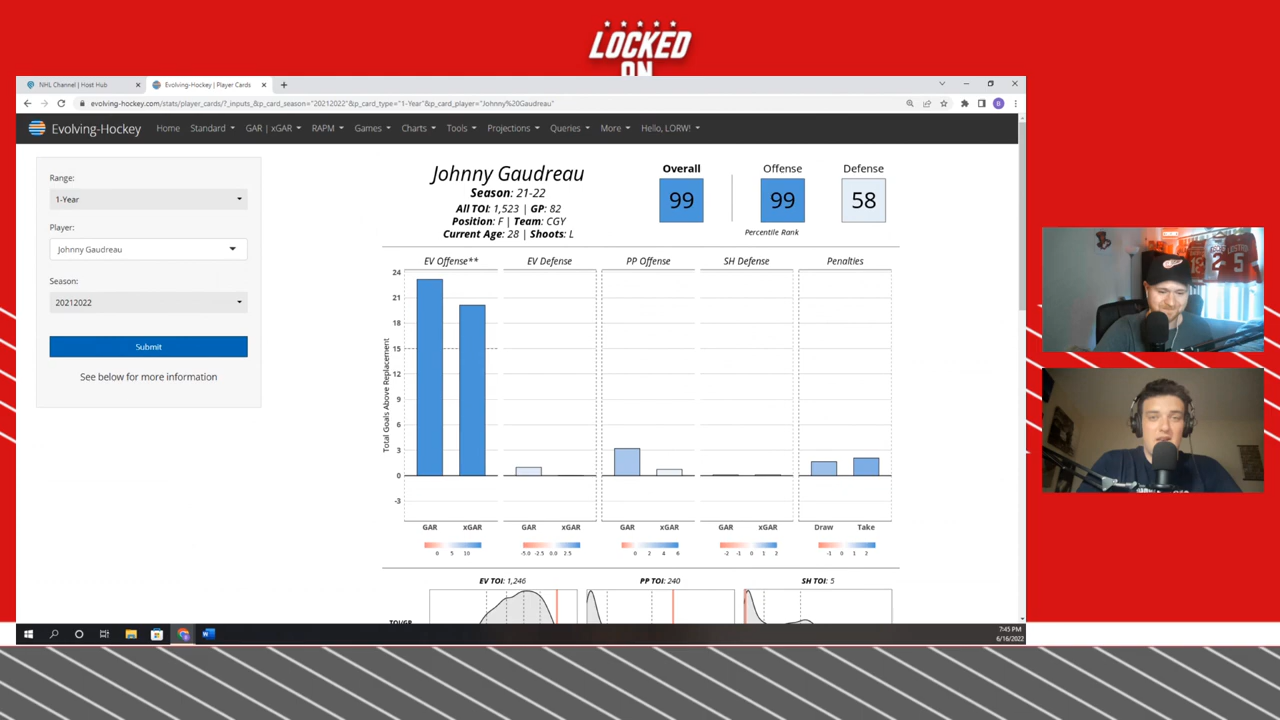 LOCKED
ON
NHL Channel | Host Hub
Evolving-Hockey | Player Cards
evolving-hockey.com/stats/player_cards/?_inputs_&p_card_season="20212022"&p_card_type="1-Year"&p_card_player="Johnny%20Gaudreau"
Evolving-Hockey
Home
Standard
GAR | xGAR
RAPM
Games
Charts
Tools
Projections
Queries
More
Hello, LORW!
Range:
1-Year
Player:
Johnny Gaudreau
Season:
20212022
Submit
See below for more information
Johnny Gaudreau
Season: 21-22
All TOI: 1,523 | GP: 82
Position: F | Team: CGY
Current Age: 28 | Shoots: L
Overall
Offense
Defense
99
99
58
Percentile Rank
EV Offense**
EV Defense
PP Offense
SH Defense
Penalties
Total Goals Above Replacement
24
21
18
15
12
9
6
3
0
-3
GAR xGAR
GAR xGAR
GAR xGAR
GAR xGAR
Draw Take
0 5 10
-5.0 -2.5 0.0 2.5
0 2 4 6
-2 -1 0 1 2
-1 0 1 2
EV TOI: 1,246
PP TOI: 240
SH TOI: 5
TOI/GP
7:45 PM
6/16/2022